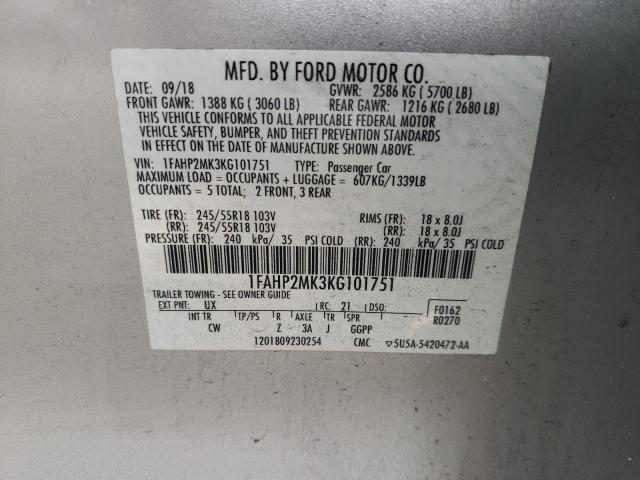 MFD. BY FORD MOTOR CO.
DATE: 09/18 GVWR: 2586 KG ( 5700 LB)
FRONT GAWR: 1388 KG ( 3060 LB) REAR GAWR: 1216 KG ( 2680 LB)
THIS VEHICLE CONFORMS TO ALL APPLICABLE FEDERAL MOTOR
VEHICLE SAFETY, BUMPER, AND THEFT PREVENTION STANDARDS
IN EFFECT ON THE DATE OF MANUFACTURE SHOWN ABOVE.
VIN: 1FAHP2MK3KG101751 TYPE: Passenger Car
MAXIMUM LOAD = OCCUPANTS + LUGGAGE = 607KG/1339LB
OCCUPANTS = 5 TOTAL; 2 FRONT, 3 REAR
TIRE (FR): 245/55R18 103V RIMS (FR): 18 x 8.0J
(RR): 245/55R18 103V (RR): 18 x 8.0J
PRESSURE (FR): 240 kPa/ 35 PSI COLD (RR): 240 kPa/ 35 PSI COLD
1FAHP2MK3KG101751
TRAILER TOWING - SEE OWNER GUIDE
EXT PNT: UX RC: 21 DSO: F0162
INT TR TP/PS R AXLE TR SPR R0270
CW Z 3A J GGPP
1201809230254 CMC ▽5U5A-5420472-AA